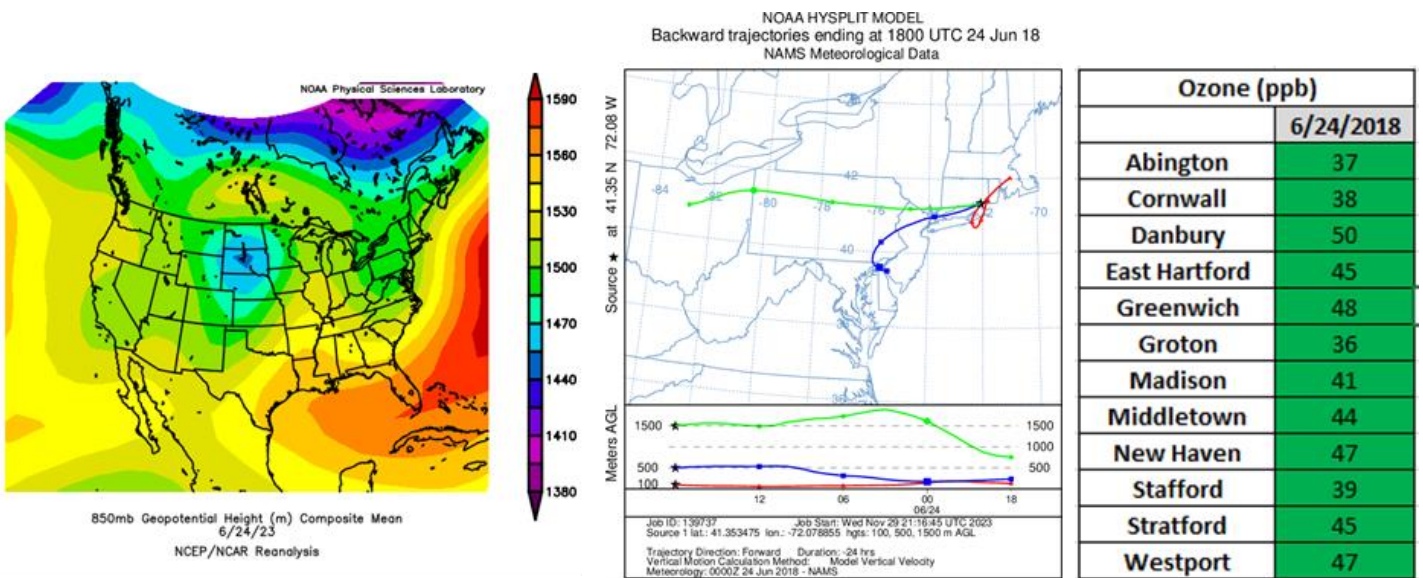 NOAA Physical Sciences Laboratory
1590
1560
1530
1500
1470
1440
1410
1380
850mb Geopotential Height (m) Composite Mean
6/24/23
NCEP/NCAR Reanalysis
NOAA HYSPLIT MODEL
Backward trajectories ending at 1800 UTC 24 Jun 18
NAMS Meteorological Data
Source ★ at 41.35 N 72.08 W
-84
-82
-80
-78
-76
-70
42
40
Meters AGL
1500
500
100
1500
1000
500
12 06 00 18
06/24
Job ID: 139737 Job Start: Wed Nov 29 21:16:45 UTC 2023
Source 1 lat.: 41.353475 lon.: -72.078855 hgts: 100, 500, 1500 m AGL
Trajectory Direction: Forward Duration: -24 hrs
Vertical Motion Calculation Method: Model Vertical Velocity
Meteorology: 0000Z 24 Jun 2018 - NAMS
Ozone (ppb)
6/24/2018
Abington 37
Cornwall 38
Danbury 50
East Hartford 45
Greenwich 48
Groton 36
Madison 41
Middletown 44
New Haven 47
Stafford 39
Stratford 45
Westport 47